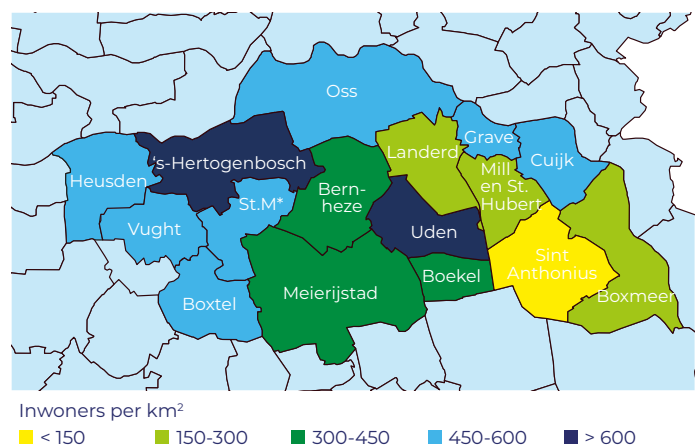 Oss
's-Hertogenbosch
Heusden
Landerd
Grave
Cuijk
Bern-
heze
Mill
en St.
Hubert
St.M*
Vught
Uden
Sint
Anthonius
Boekel
Meierijstad
Boxtel
Boxmeer
Inwoners per km²
< 150 150-300 300-450 450-600 > 600